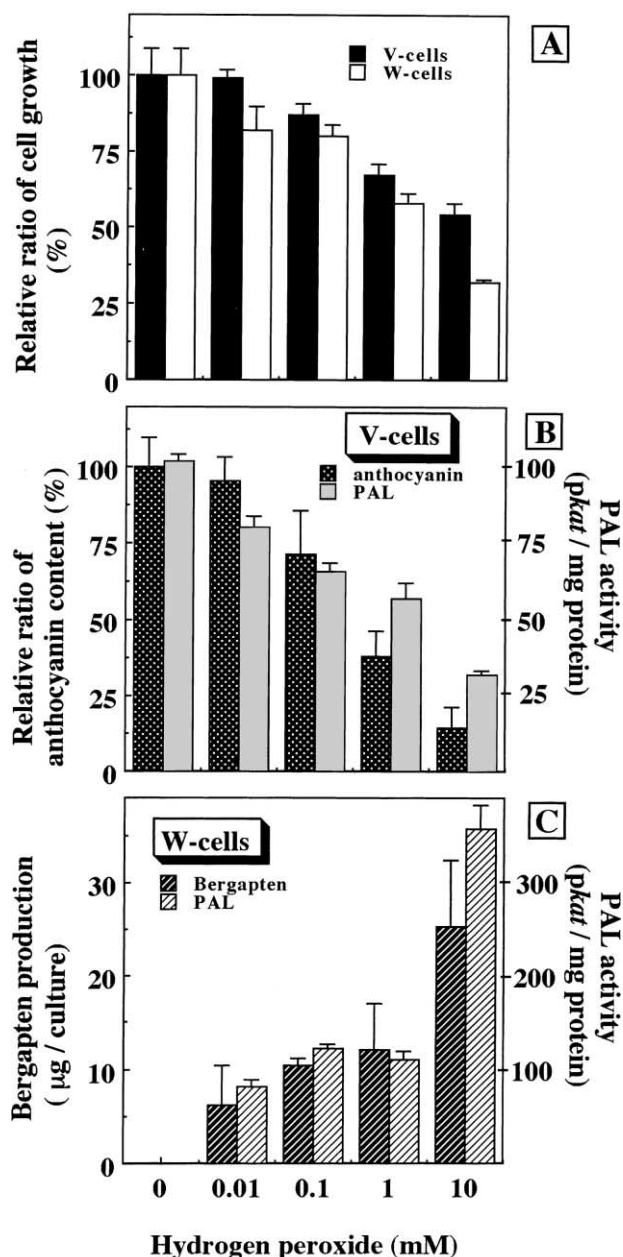 A
V-cells
W-cells
Relative ratio of cell growth
(%)
100
75
50
25
0
B
V-cells
anthocyanin
PAL
Relative ratio of
anthocyanin content (%)
100
75
50
25
0
100
75
50
25
PAL activity
(pkat / mg protein)
C
W-cells
Bergapten
PAL
Bergapten production
( μg / culture)
30
20
10
0
300
200
100
PAL activity
(pkat / mg protein)
0 0.01 0.1 1 10
Hydrogen peroxide (mM)